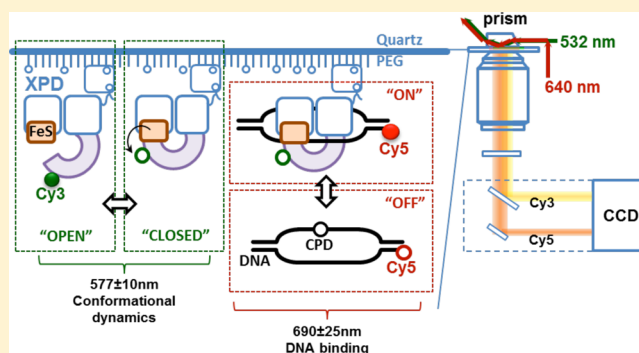 prism
532 nm
640 nm
Quartz
PEG
XPD
FeS
Cy3
"OPEN"
"CLOSED"
"ON"
Cy5
"OFF"
CPD
DNA
Cy5
577±10nm
Conformational
dynamics
690±25nm
DNA binding
Cy3
Cy5
CCD